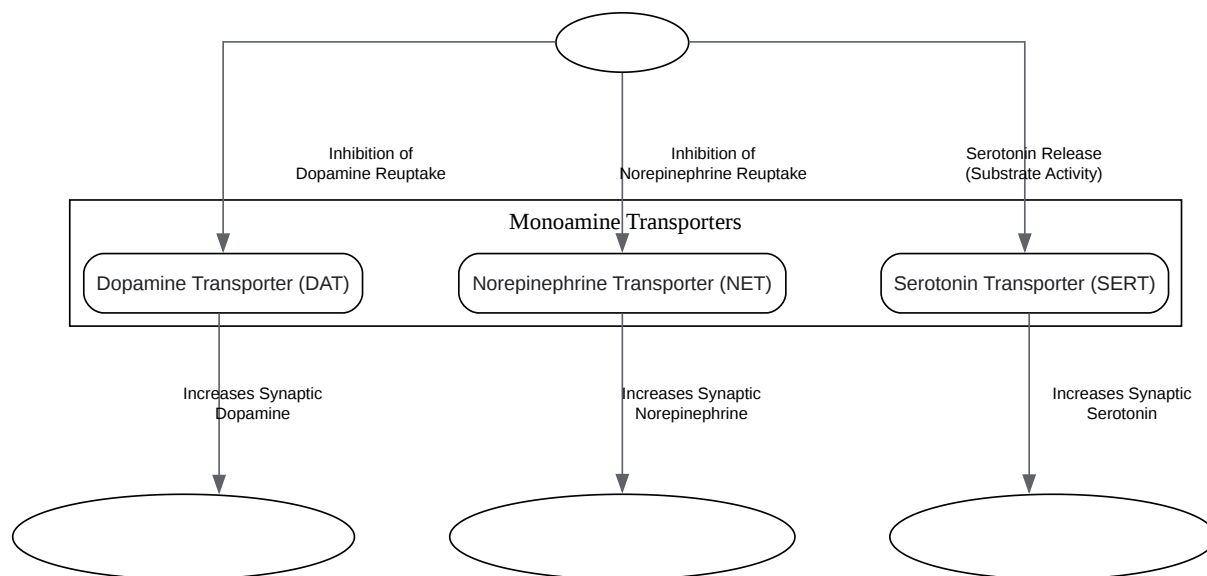 Inhibition of
Dopamine Reuptake
Inhibition of
Norepinephrine Reuptake
Serotonin Release
(Substrate Activity)
Monoamine Transporters
Dopamine Transporter (DAT)
Norepinephrine Transporter (NET)
Serotonin Transporter (SERT)
Increases Synaptic
Dopamine
Increases Synaptic
Norepinephrine
Increases Synaptic
Serotonin